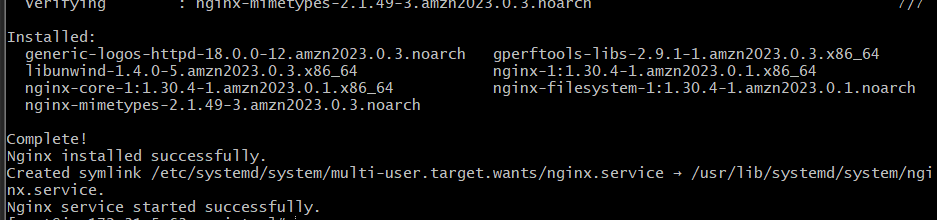 Verifying        : nginx-mimetypes-2.1.49-3.amzn2023.0.3.noarch                                7/7
Installed:
  generic-logos-httpd-18.0.0-12.amzn2023.0.3.noarch   gperftools-libs-2.9.1-1.amzn2023.0.3.x86_64
  libunwind-1.4.0-5.amzn2023.0.3.x86_64               nginx-1:1.30.4-1.amzn2023.0.1.x86_64
  nginx-core-1:1.30.4-1.amzn2023.0.1.x86_64           nginx-filesystem-1:1.30.4-1.amzn2023.0.1.noarch
  nginx-mimetypes-2.1.49-3.amzn2023.0.3.noarch
Complete!
Nginx installed successfully.
Created symlink /etc/systemd/system/multi-user.target.wants/nginx.service → /usr/lib/systemd/system/ngi
nx.service.
Nginx service started successfully.